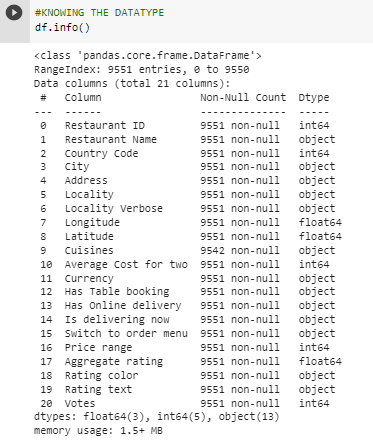 #KNOWING THE DATATYPE
df.info()
<class 'pandas.core.frame.DataFrame'>
RangeIndex: 9551 entries, 0 to 9550
Data columns (total 21 columns):
 #   Column                Non-Null Count  Dtype
---  ------                --------------  -----
 0   Restaurant ID         9551 non-null   int64
 1   Restaurant Name       9551 non-null   object
 2   Country Code          9551 non-null   int64
 3   City                  9551 non-null   object
 4   Address               9551 non-null   object
 5   Locality              9551 non-null   object
 6   Locality Verbose      9551 non-null   object
 7   Longitude             9551 non-null   float64
 8   Latitude              9551 non-null   float64
 9   Cuisines              9542 non-null   object
 10  Average Cost for two  9551 non-null   int64
 11  Currency              9551 non-null   object
 12  Has Table booking     9551 non-null   object
 13  Has Online delivery   9551 non-null   object
 14  Is delivering now     9551 non-null   object
 15  Switch to order menu  9551 non-null   object
 16  Price range           9551 non-null   int64
 17  Aggregate rating      9551 non-null   float64
 18  Rating color          9551 non-null   object
 19  Rating text           9551 non-null   object
 20  Votes                 9551 non-null   int64
dtypes: float64(3), int64(5), object(13)
memory usage: 1.5+ MB